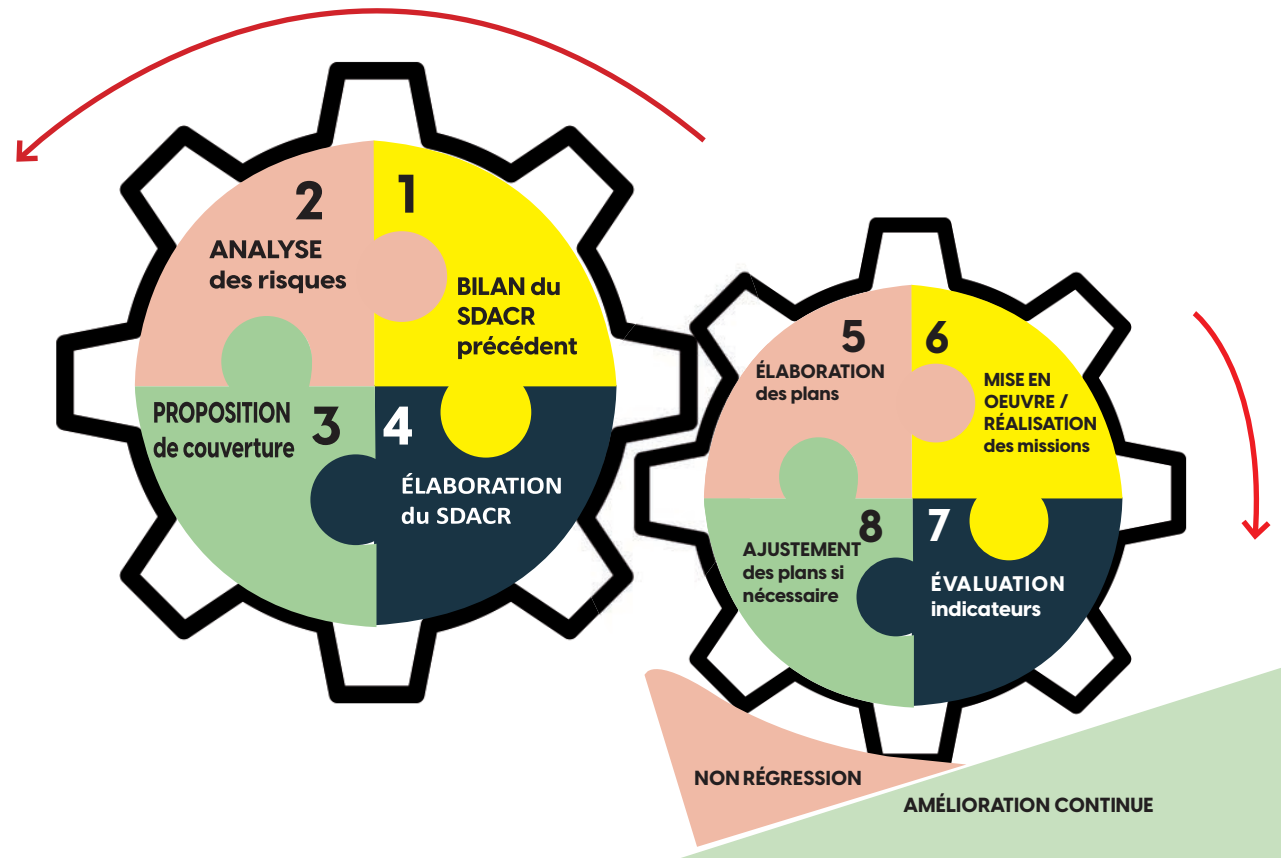 1
BILAN du
SDACR
précédent
2
ANALYSE
des risques
3
PROPOSITION
de couverture
4
ÉLABORATION
du SDACR
5
ÉLABORATION
des plans
6
MISE EN
OEUVRE /
RÉALISATION
des missions
7
ÉVALUATION
indicateurs
8
AJUSTEMENT
des plans si
nécessaire
NON RÉGRESSION
AMÉLIORATION CONTINUE